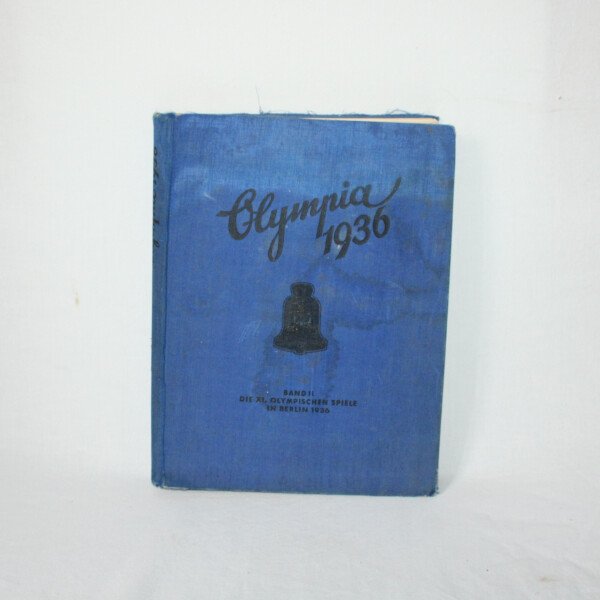 Olympia
1936
BAND II
DIE XI. OLYMPISCHEN SPIELE
IN BERLIN 1936